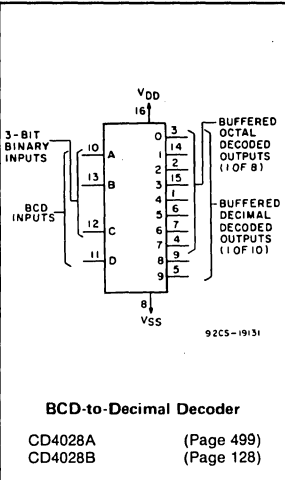 VDD
16
3-BIT
BINARY
INPUTS
BCD
INPUTS
10 A
13 B
12 C
11 D
0 3
1 14
2 2
3 15
4 1
5 6
6 7
7 4
8 9
9 5
BUFFERED
OCTAL
DECODED
OUTPUTS
(1 OF 8)
BUFFERED
DECIMAL
DECODED
OUTPUTS
(1 OF 10)
8
VSS
92CS-19131
BCD-to-Decimal Decoder
CD4028A (Page 499)
CD4028B (Page 128)